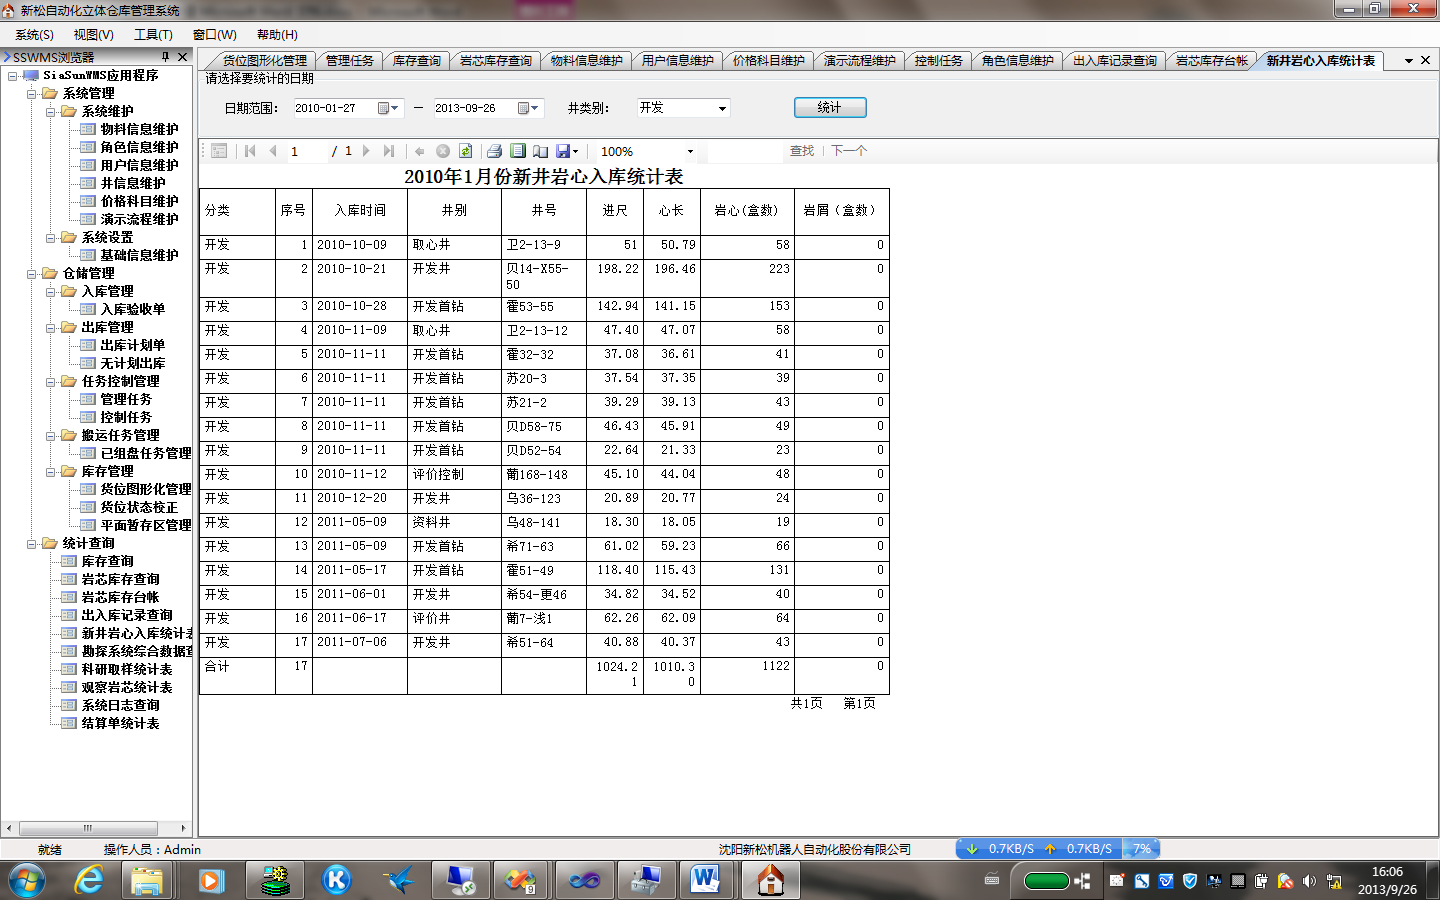 新松自动化立体仓库管理系统
系统(S) 视图(V) 工具(T) 窗口(W) 帮助(H)
SSWMS浏览器
SiaSunWMS应用程序
系统管理
系统维护
物料信息维护
角色信息维护
用户信息维护
井信息维护
价格科目维护
演示流程维护
系统设置
基础信息维护
仓储管理
入库管理
入库验收单
出库管理
出库计划单
无计划出库
任务控制管理
管理任务
控制任务
搬运任务管理
已组盘任务管理
库存管理
货位图形化管理
货位状态校正
平面暂存区管理
统计查询
库存查询
岩芯库存查询
岩芯库存台帐
出入库记录查询
新井岩心入库统计表
勘探系统综合数据查
科研取样统计表
观察岩芯统计表
系统日志查询
结算单统计表
货位图形化管理 管理任务 库存查询 岩芯库存查询 物料信息维护 用户信息维护 价格科目维护 演示流程维护 控制任务 角色信息维护 出入库记录查询 岩芯库存台帐 新井岩心入库统计表
请选择要统计的日期
日期范围： 2010-01-27 — 2013-09-26 井类别： 开发 统计
1 / 1 100% 查找 | 下一个
2010年1月份新井岩心入库统计表
分类 序号 入库时间 井别 井号 进尺 心长 岩心(盒数) 岩屑（盒数）
开发 1 2010-10-09 取心井 卫2-13-9 51 50.79 58 0
开发 2 2010-10-21 开发井 贝14-X55-50 198.22 196.46 223 0
开发 3 2010-10-28 开发首钻 霍53-55 142.94 141.15 153 0
开发 4 2010-11-09 取心井 卫2-13-12 47.40 47.07 58 0
开发 5 2010-11-11 开发首钻 霍32-32 37.08 36.61 41 0
开发 6 2010-11-11 开发首钻 苏20-3 37.54 37.35 39 0
开发 7 2010-11-11 开发首钻 苏21-2 39.29 39.13 43 0
开发 8 2010-11-11 开发首钻 贝D58-75 46.43 45.91 49 0
开发 9 2010-11-11 开发首钻 贝D52-54 22.64 21.33 23 0
开发 10 2010-11-12 评价控制 葡168-148 45.10 44.04 48 0
开发 11 2010-12-20 开发井 乌36-123 20.89 20.77 24 0
开发 12 2011-05-09 资料井 乌48-141 18.30 18.05 19 0
开发 13 2011-05-09 开发首钻 希71-63 61.02 59.23 66 0
开发 14 2011-05-17 开发首钻 霍51-49 118.40 115.43 131 0
开发 15 2011-06-01 开发井 希54-更46 34.82 34.52 40 0
开发 16 2011-06-17 评价井 葡7-浅1 62.26 62.09 64 0
开发 17 2011-07-06 开发井 希51-64 40.88 40.37 43 0
合计 17 1024.21 1010.30 1122 0
共1页 第1页
就绪 操作人员：Admin 沈阳新松机器人自动化股份有限公司 0.7KB/S 0.7KB/S 7%
16:06
2013/9/26